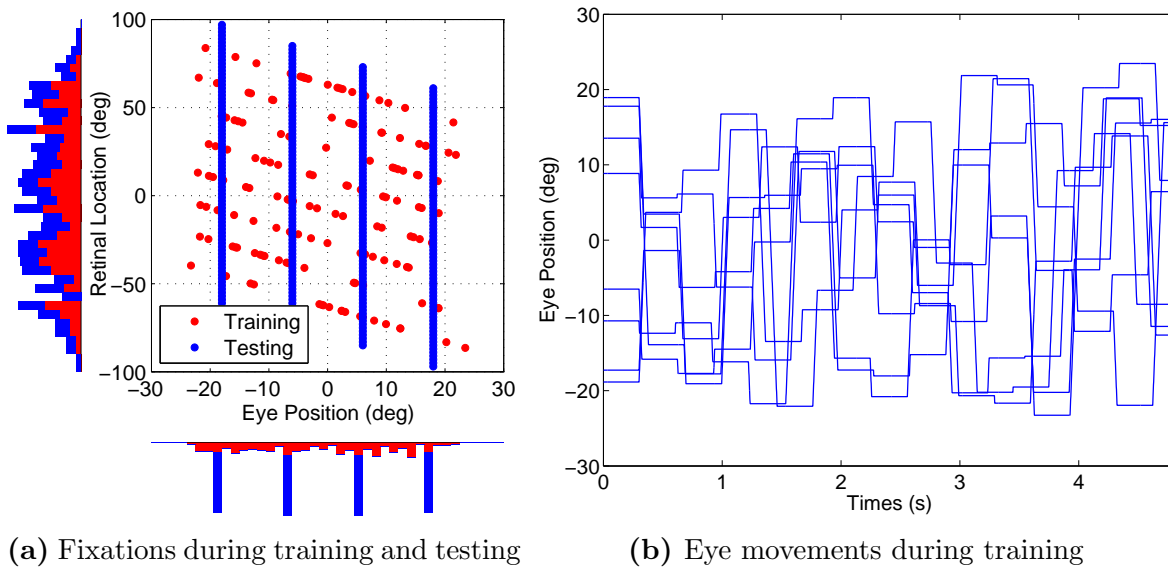 100
50
0
−50
−100
Retinal Location (deg)
Training
Testing
−30 −20 −10 0 10 20 30
Eye Position (deg)
(a) Fixations during training and testing
30
20
10
0
−10
−20
−30
Eye Position (deg)
0 1 2 3 4
Times (s)
(b) Eye movements during training